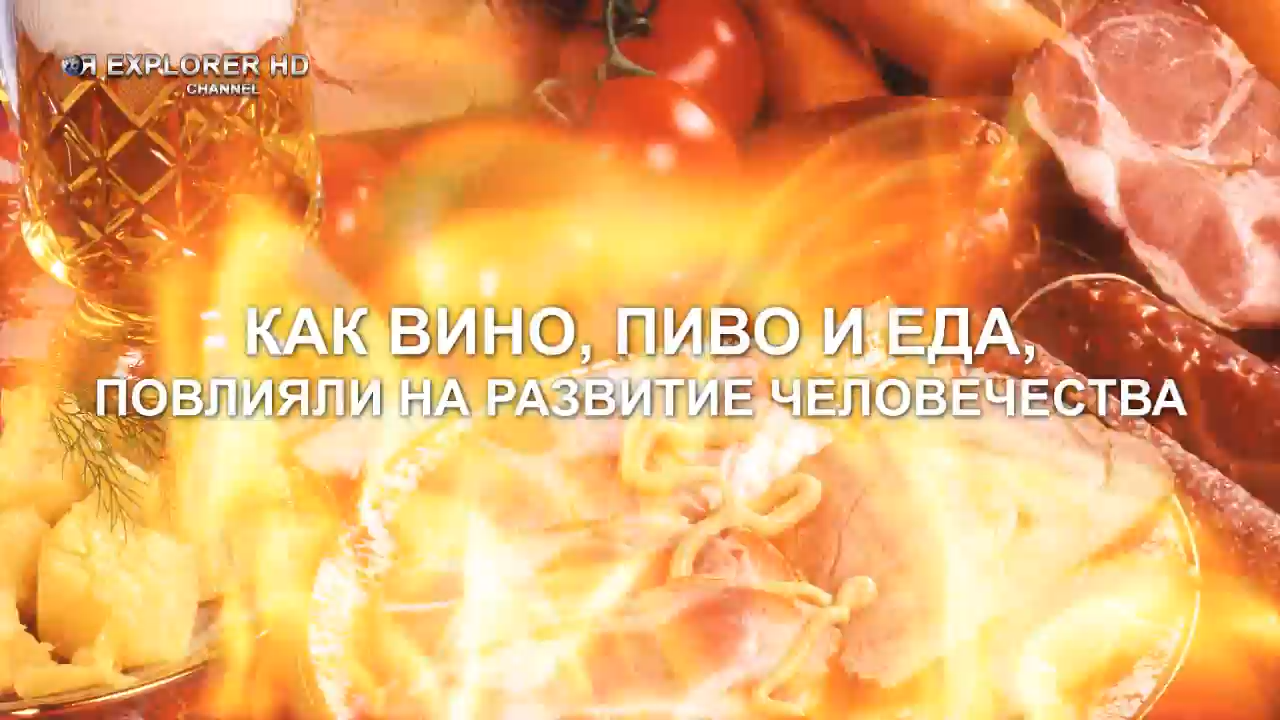 Я EXPLORER HD
CHANNEL
КАК ВИНО, ПИВО И ЕДА,
ПОВЛИЯЛИ НА РАЗВИТИЕ ЧЕЛОВЕЧЕСТВА